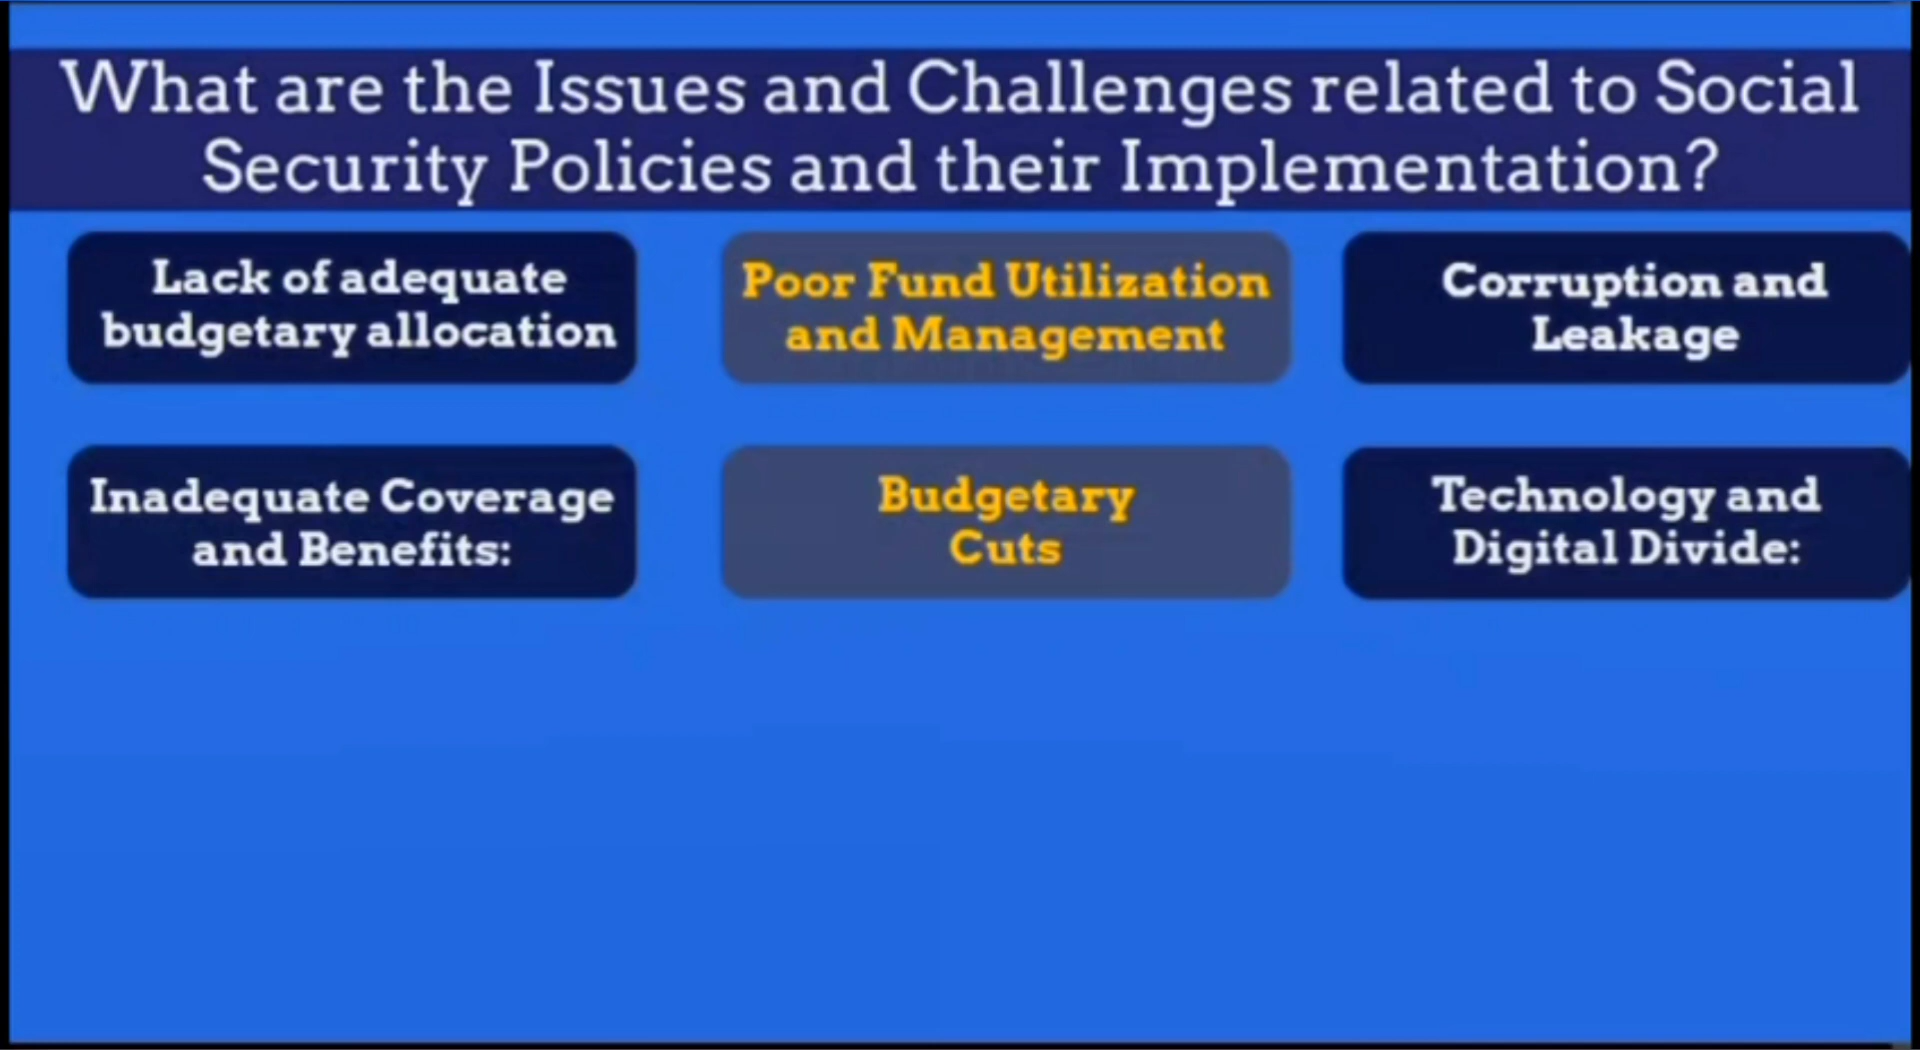 What are the Issues and Challenges related to Social
Security Policies and their Implementation?
Lack of adequate
budgetary allocation
Poor Fund Utilization
and Management
Corruption and
Leakage
Inadequate Coverage
and Benefits:
Budgetary
Cuts
Technology and
Digital Divide: